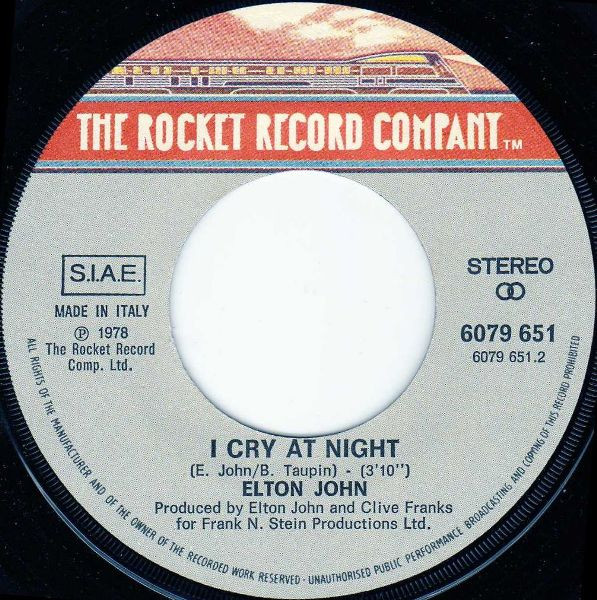 THE ROCKET RECORD COMPANY TM
S.I.A.E.
MADE IN ITALY
℗ 1978
The Rocket Record
Comp. Ltd.
STEREO
6079 651
6079 651.2
I CRY AT NIGHT
(E. John/B. Taupin) - (3'10'')
ELTON JOHN
Produced by Elton John and Clive Franks
for Frank N. Stein Productions Ltd.
ALL RIGHTS OF THE MANUFACTURER AND OF THE OWNER OF THE RECORDED WORK RESERVED - UNAUTHORISED PUBLIC PERFORMANCE BROADCASTING AND COPYING OF THIS RECORD PROHIBITED